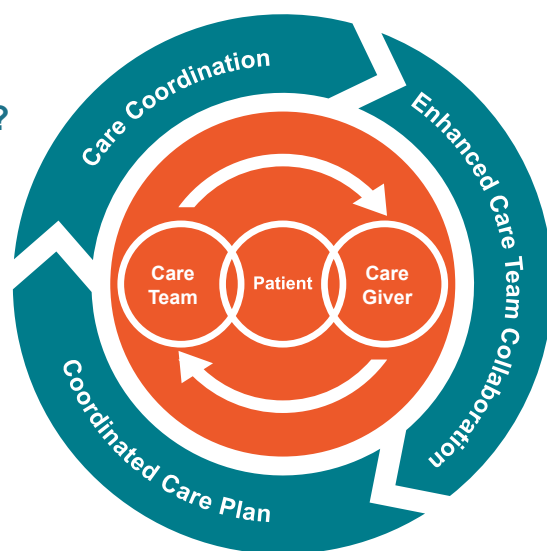 ?
Care Coordination
Enhanced Care Team Collaboration
Care
Team
Patient
Care
Giver
Coordinated Care Plan